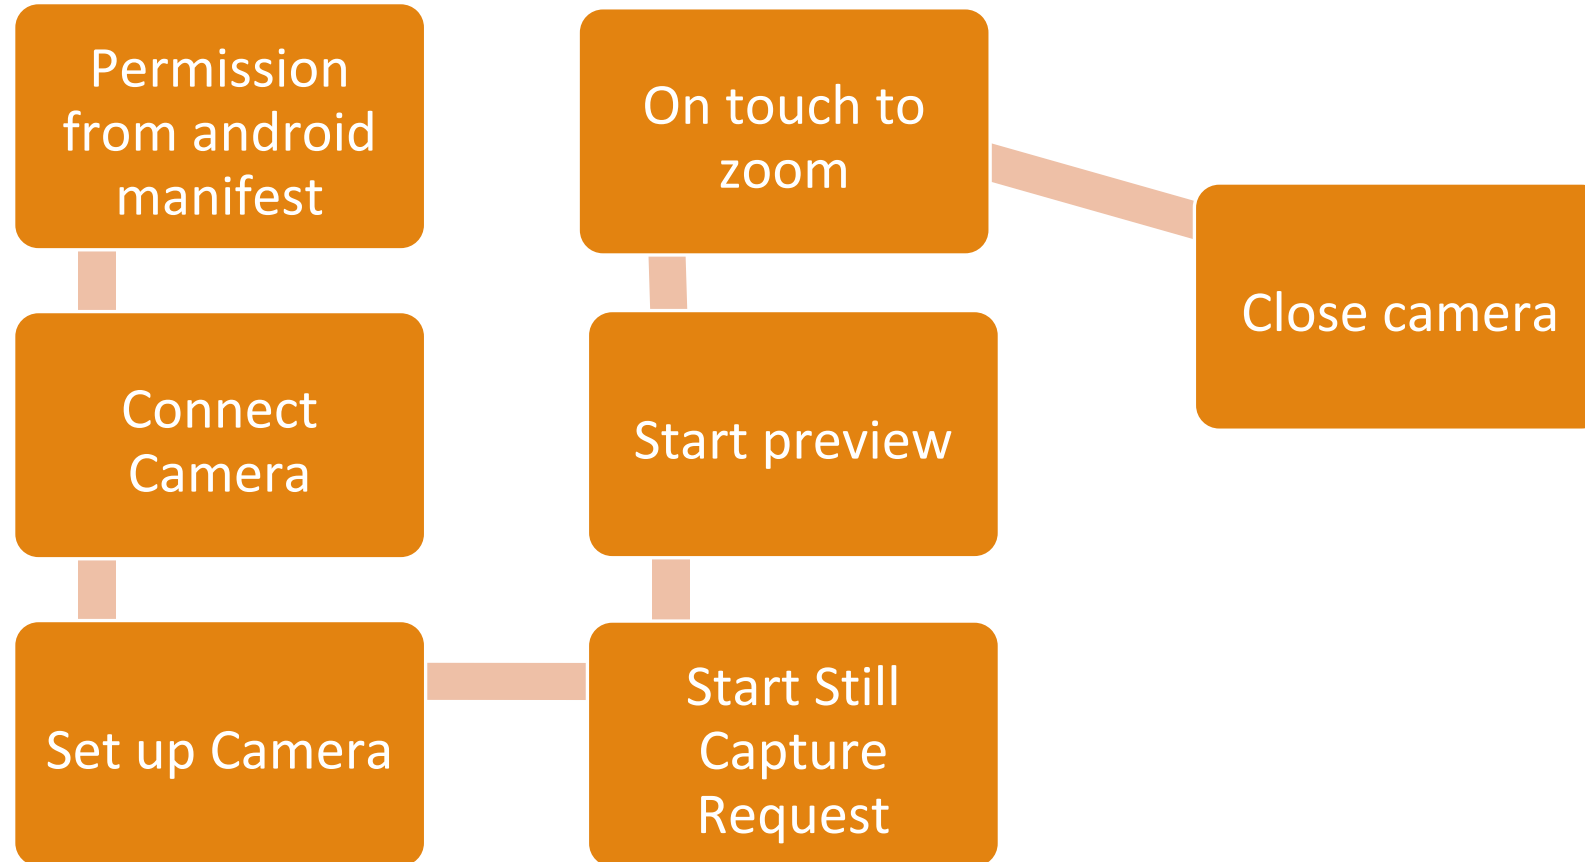 Permission
from android
manifest
Connect
Camera
Set up Camera
Start Still
Capture
Request
Start preview
On touch to
zoom
Close camera